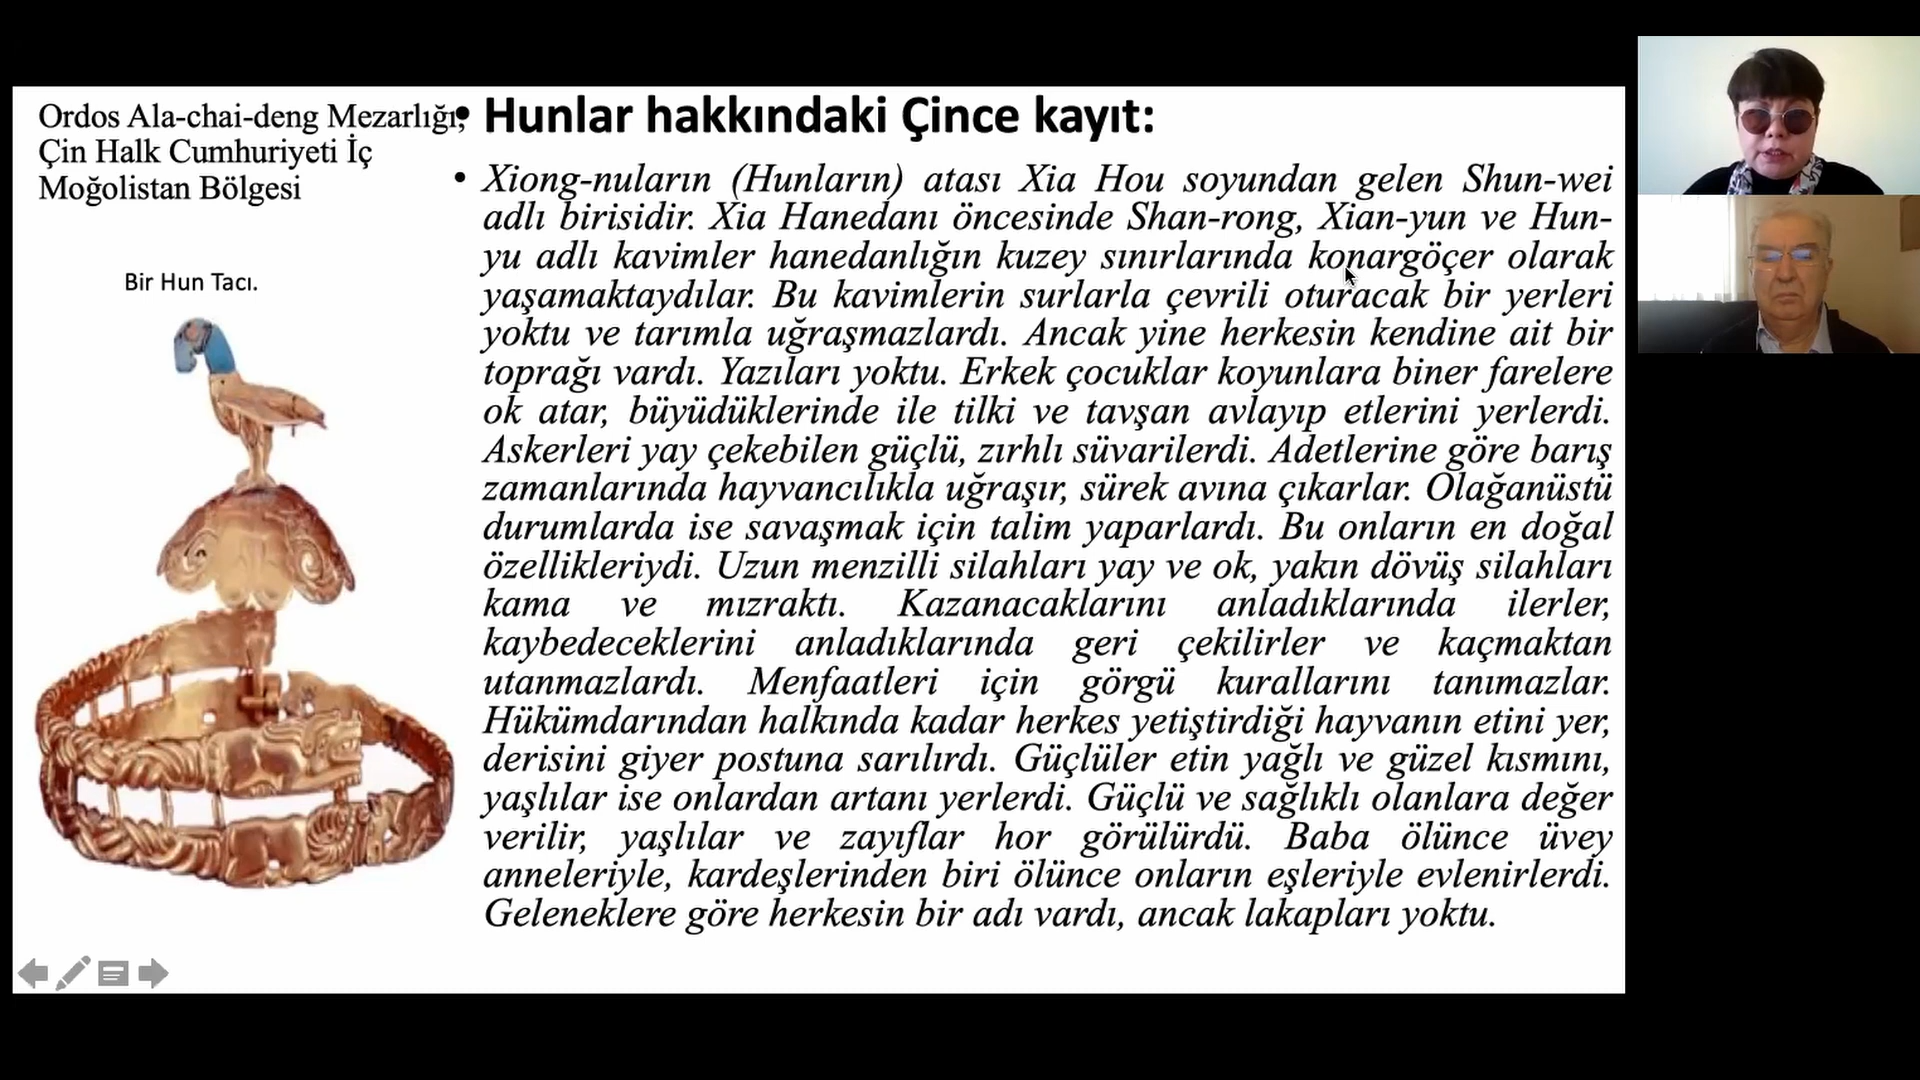 Ordos Ala-chai-deng Mezarlığı,
Çin Halk Cumhuriyeti İç
Moğolistan Bölgesi
Bir Hun Tacı.
• Hunlar hakkındaki Çince kayıt:
• Xiong-nuların (Hunların) atası Xia Hou soyundan gelen Shun-wei
adlı birisidir. Xia Hanedanı öncesinde Shan-rong, Xian-yun ve Hun-
yu adlı kavimler hanedanlığın kuzey sınırlarında konargöçer olarak
yaşamaktaydılar. Bu kavimlerin surlarla çevrili oturacak bir yerleri
yoktu ve tarımla uğraşmazlardı. Ancak yine herkesin kendine ait bir
toprağı vardı. Yazıları yoktu. Erkek çocuklar koyunlara biner farelere
ok atar, büyüdüklerinde ile tilki ve tavşan avlayıp etlerini yerlerdi.
Askerleri yay çekebilen güçlü, zırhlı süvarilerdi. Adetlerine göre barış
zamanlarında hayvancılıkla uğraşır, sürek avına çıkarlar. Olağanüstü
durumlarda ise savaşmak için talim yaparlardı. Bu onların en doğal
özellikleriydi. Uzun menzilli silahları yay ve ok, yakın dövüş silahları
kama ve mızraktı. Kazanacaklarını anladıklarında ilerler,
kaybedeceklerini anladıklarında geri çekilirler ve kaçmaktan
utanmazlardı. Menfaatleri için görgü kurallarını tanımazlar.
Hükümdarından halkında kadar herkes yetiştirdiği hayvanın etini yer,
derisini giyer postuna sarılırdı. Güçlüler etin yağlı ve güzel kısmını,
yaşlılar ise onlardan artanı yerlerdi. Güçlü ve sağlıklı olanlara değer
verilir, yaşlılar ve zayıflar hor görülürdü. Baba ölünce üvey
anneleriyle, kardeşlerinden biri ölünce onların eşleriyle evlenirlerdi.
Geleneklere göre herkesin bir adı vardı, ancak lakapları yoktu.